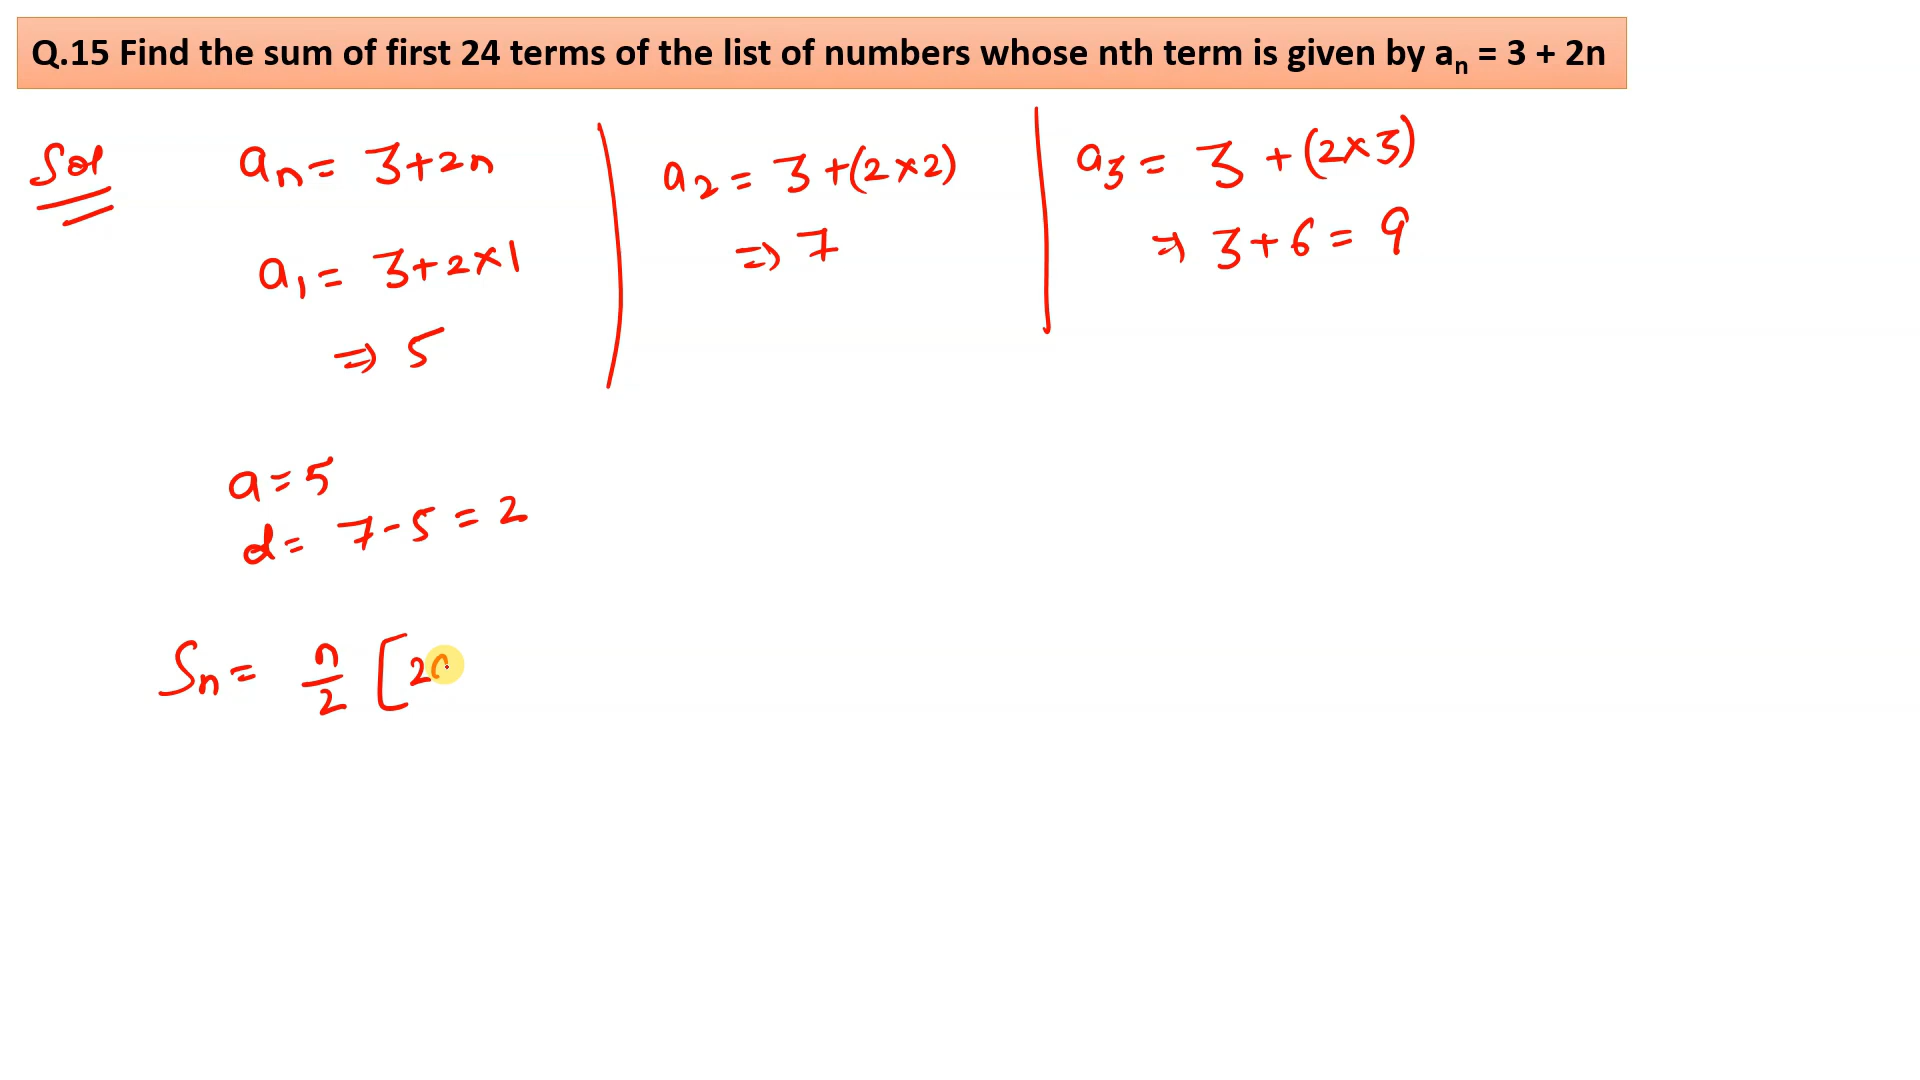 Q.15 Find the sum of first 24 terms of the list of numbers whose nth term is given by aₙ = 3 + 2n
Sol
aₙ = 3+2n
a₁ = 3+2×1
⇒ 5
a₂ = 3+(2×2)
⇒ 7
a₃ = 3 + (2×3)
⇒ 3+6 = 9
a = 5
d = 7-5 = 2
Sₙ = n/2 [2